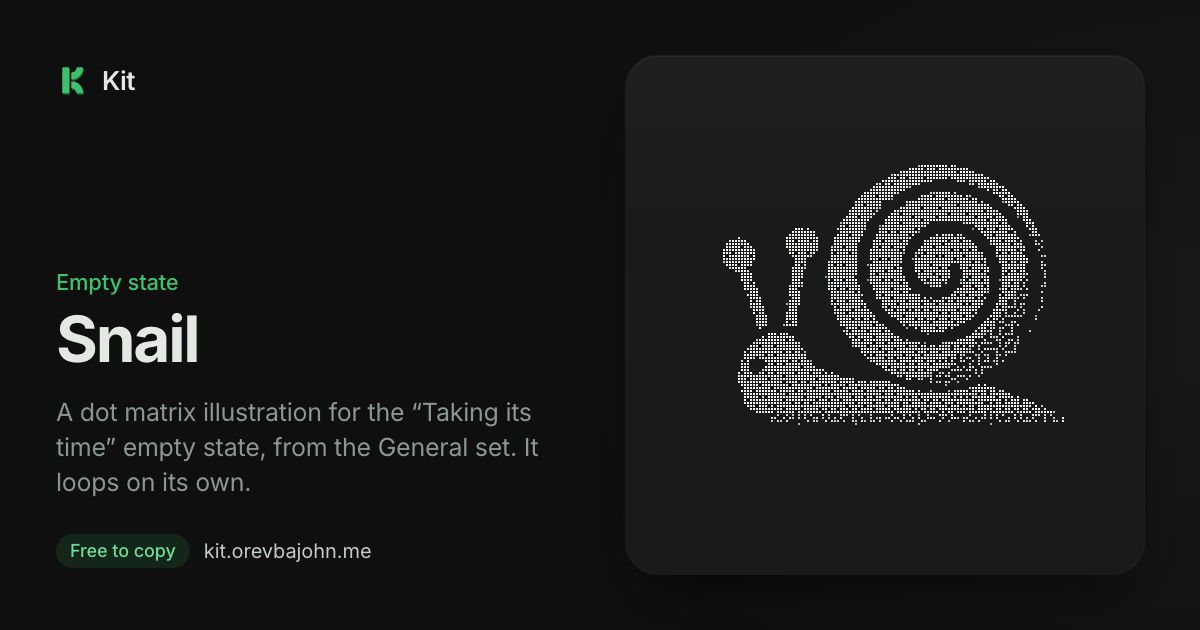 Kit
Empty state
Snail
A dot matrix illustration for the “Taking its
time” empty state, from the General set. It
loops on its own.
Free to copy
kit.orevbajohn.me